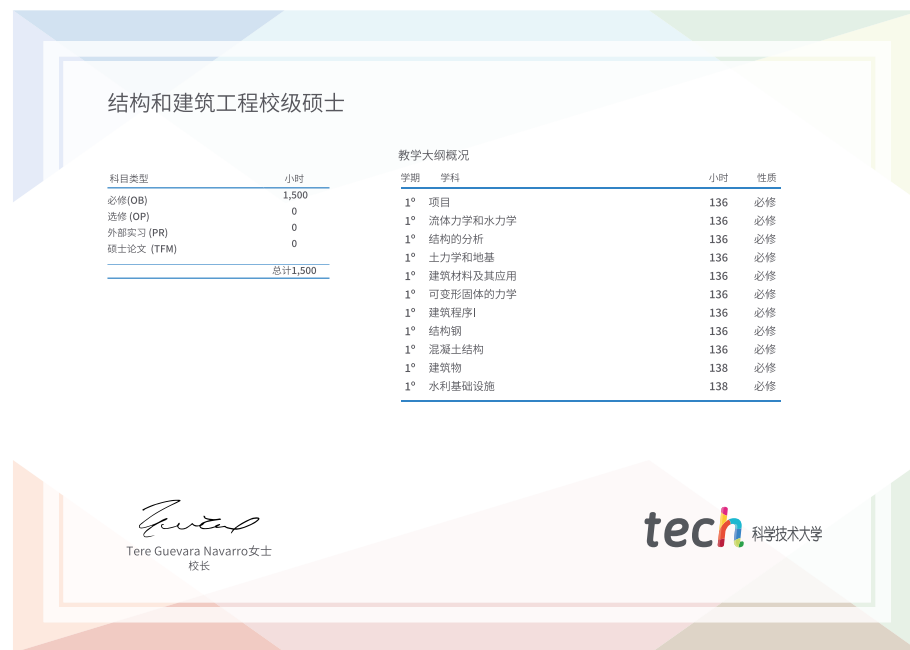 结构和建筑工程校级硕士
科目类型 小时
必修(OB) 1,500
选修 (OP) 0
外部实习 (PR) 0
硕士论文 (TFM) 0
总计1,500
教学大纲概况
学期 学科 小时 性质
1º 项目 136 必修
1º 流体力学和水力学 136 必修
1º 结构的分析 136 必修
1º 土力学和地基 136 必修
1º 建筑材料及其应用 136 必修
1º 可变形固体的力学 136 必修
1º 建筑程序I 136 必修
1º 结构钢 136 必修
1º 混凝土结构 136 必修
1º 建筑物 138 必修
1º 水利基础设施 138 必修
Tere Guevara Navarro女士
校长
tech 科学技术大学